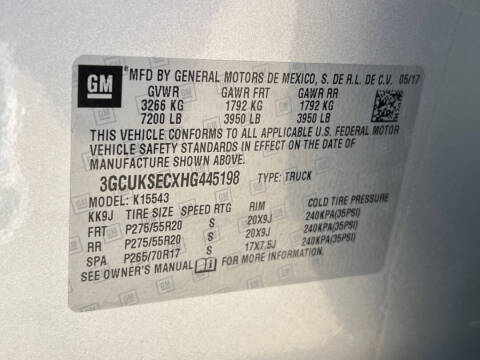 GM *MFD BY GENERAL MOTORS DE MEXICO, S. DE R.L. DE C.V. 05/17
GVWR GAWR FRT GAWR RR
3266 KG 1792 KG 1792 KG
7200 LB 3950 LB 3950 LB
THIS VEHICLE CONFORMS TO ALL APPLICABLE U.S. FEDERAL MOTOR
VEHICLE SAFETY STANDARDS IN EFFECT ON THE DATE OF
MANUFACTURE SHOWN ABOVE.
3GCUKSECXHG445198 TYPE: TRUCK
MODEL: K15543
KK9J TIRE SIZE SPEED RTG RIM COLD TIRE PRESSURE
FRT P276/55R20 S 20X9J 240KPA(35PSI)
RR P275/55R20 S 20X9J 240KPA(35PSI)
SPA P265/70R17 S 17X7.5J 240KPA(35PSI)
SEE OWNER'S MANUAL FOR MORE INFORMATION.